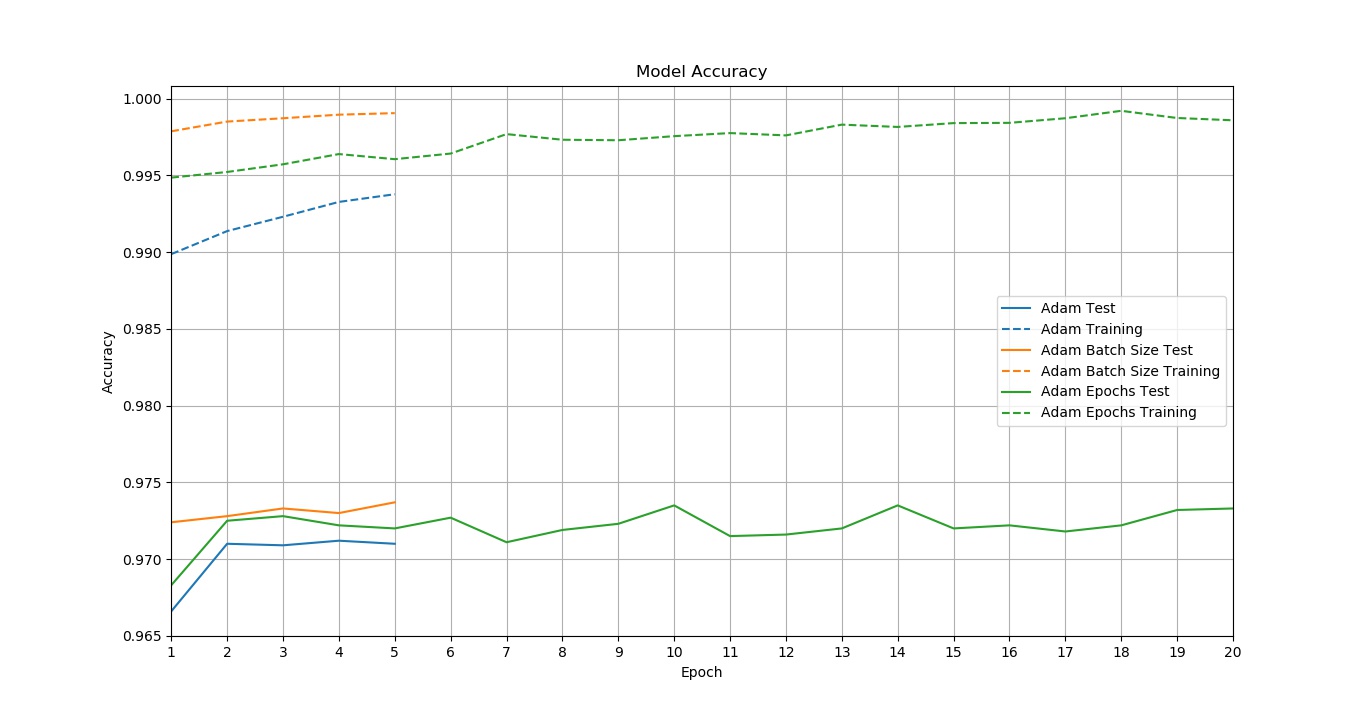 Model Accuracy
1.000
0.995
0.990
0.985
0.980
0.975
0.970
0.965
Accuracy
1 2 3 4 5 6 7 8 9 10 11 12 13 14 15 16 17 18 19 20
Epoch
Adam Test
Adam Training
Adam Batch Size Test
Adam Batch Size Training
Adam Epochs Test
Adam Epochs Training